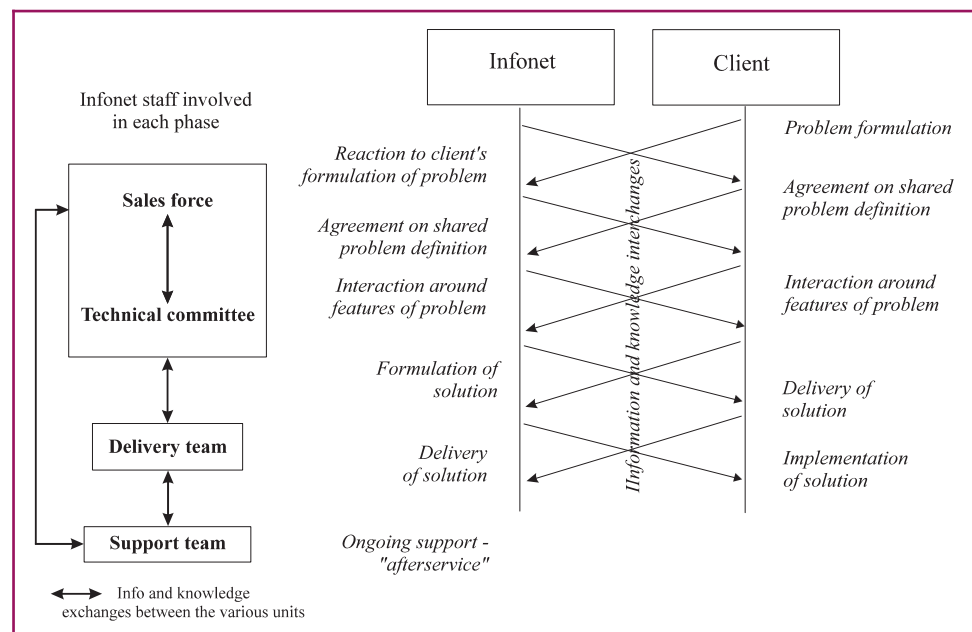 Infonet staff involved
in each phase
Sales force
Technical committee
Delivery team
Support team
Info and knowledge
exchanges between the various units
Infonet
Client
Reaction to client's
formulation of problem
Agreement on shared
problem definition
Interaction around
features of problem
Formulation of
solution
Delivery
of solution
Ongoing support -
"afterservice"
IInformation and knowledge interchanges
Problem formulation
Agreement on shared
problem definition
Interaction around
features of problem
Delivery of
solution
Implementation
of solution